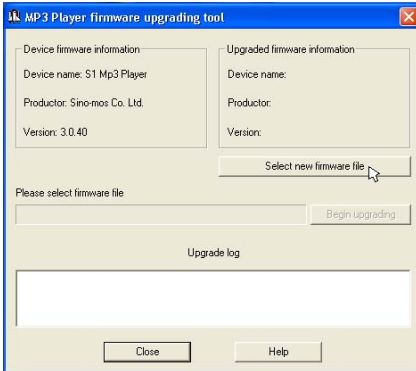 MP3 Player firmware upgrading tool
Device firmware information
Device name: S1 Mp3 Player
Productor: Sino-mos Co. Ltd.
Version: 3.0.40
Upgraded firmware information
Device name:
Productor:
Version:
Select new firmware file
Please select firmware file
Begin upgrading
Upgrade log
Close
Help